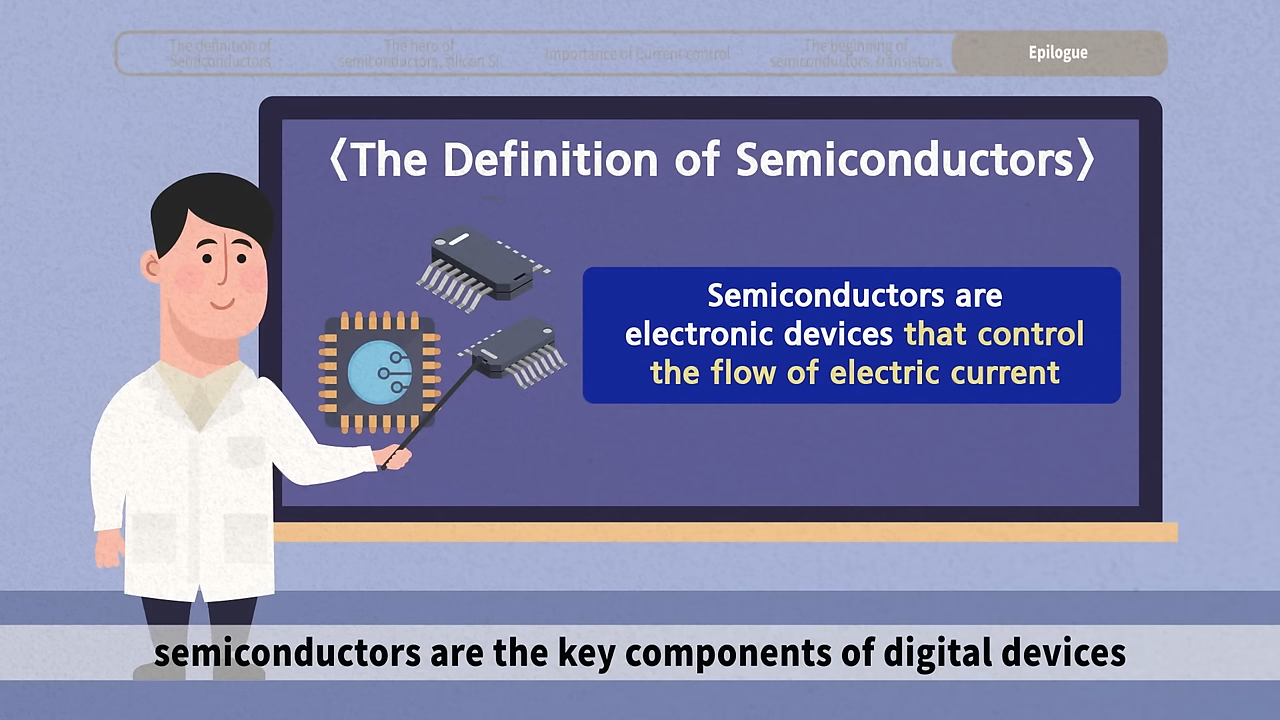 The definition of
Semiconductors
The hero of
semiconductors, silicon Si
Importance of Current control
The beginning of
semiconductors, transistors
Epilogue
〈The Definition of Semiconductors〉
Semiconductors are
electronic devices that control
the flow of electric current
semiconductors are the key components of digital devices